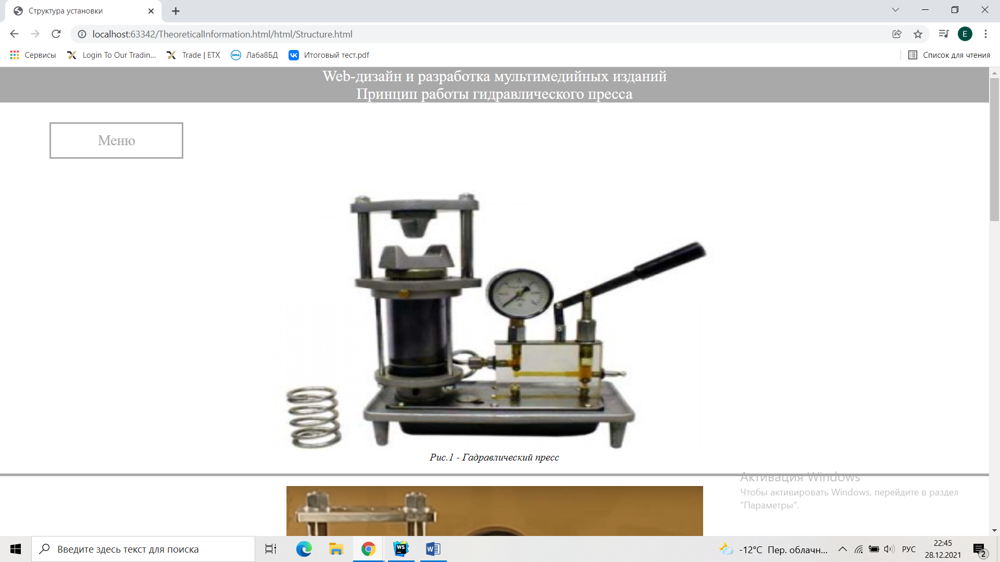 Структура установки
localhost:63342/TheoreticalInformation.html/html/Structure.html
E
Сервисы
Login To Our Tradin...
Trade | ETX
Лаба8БД
Итоговый тест.pdf
Список для чтения
Web-дизайн и разработка мультимедийных изданий
Принцип работы гидравлического пресса
Меню
Рис.1 - Гадравлический пресс
Активация Windows
Чтобы активировать Windows, перейдите в раздел
"Параметры".
Введите здесь текст для поиска
-12°C Пер. облачн...
РУС
22:45
28.12.2021
2